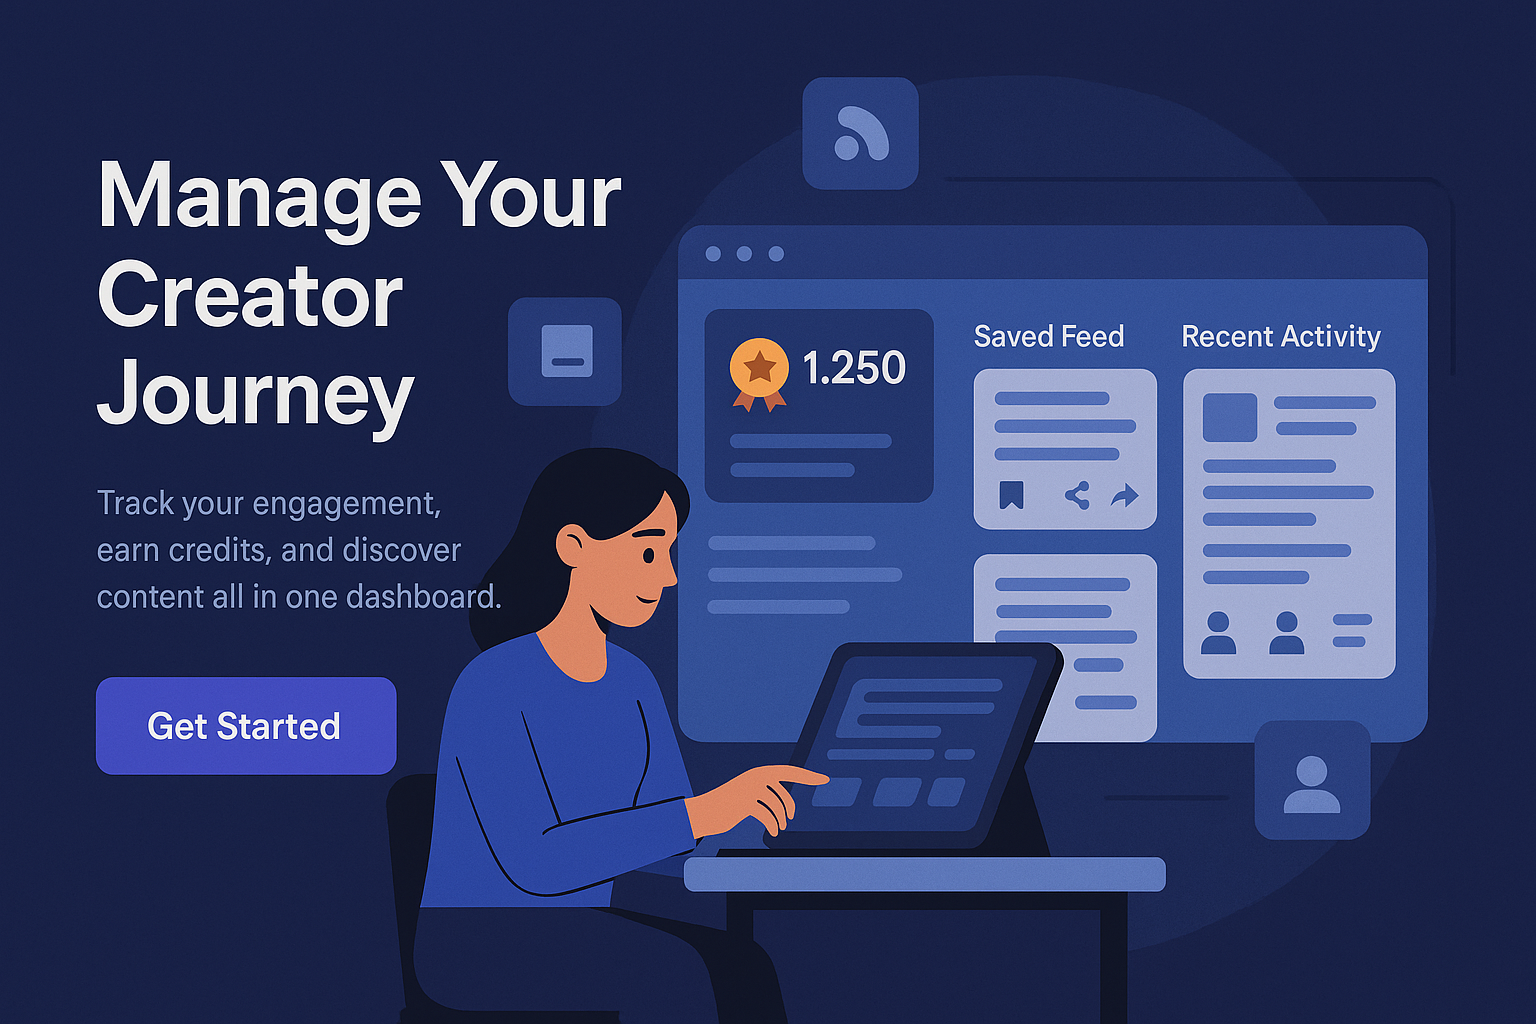 Manage Your
Creator
Journey
Track your engagement,
earn credits, and discover
content all in one dashboard.
Get Started
1.250
Saved Feed
Recent Activity